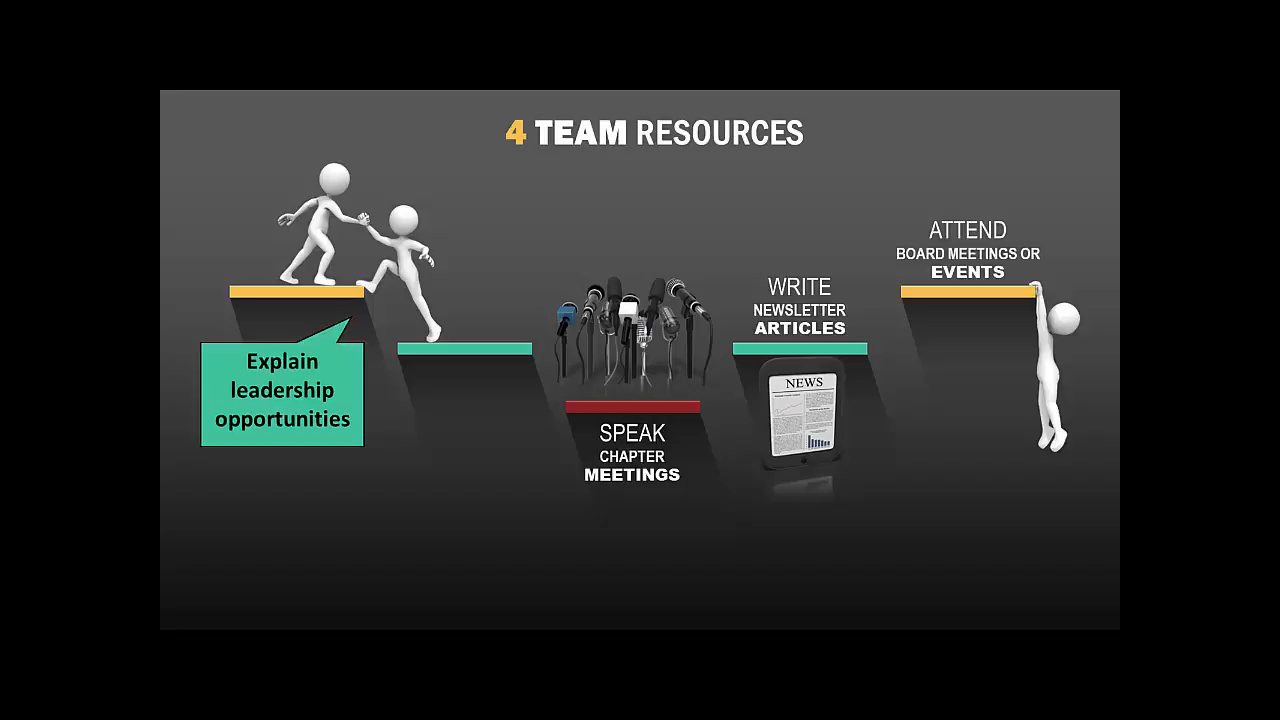 4 TEAM RESOURCES
Explain
leadership
opportunities
SPEAK
CHAPTER
MEETINGS
WRITE
NEWSLETTER
ARTICLES
NEWS
ATTEND
BOARD MEETINGS OR
EVENTS